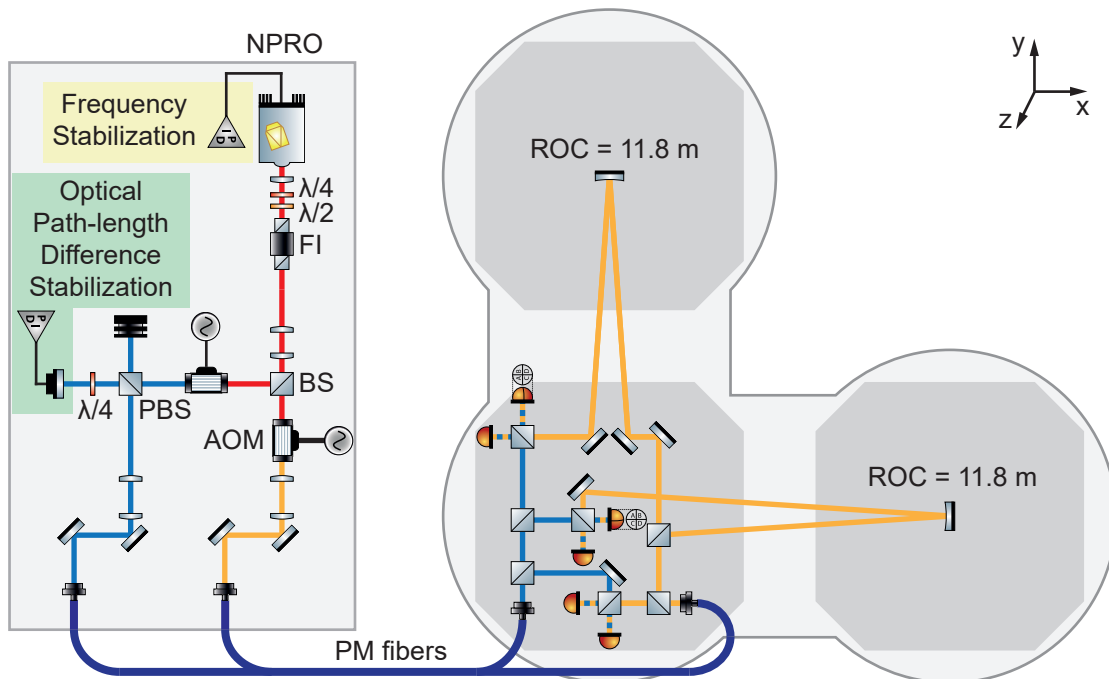 NPRO
Frequency
Stabilization
P
I D
λ/4
λ/2
FI
Optical
Path-length
Difference
Stabilization
P I
D
BS
λ/4
PBS
AOM
PM fibers
ROC = 11.8 m
ROC = 11.8 m
A B
C D
A B
C D
y
x
z